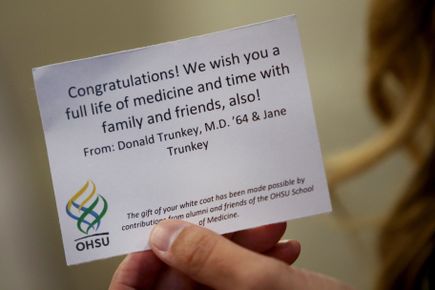 Congratulations! We wish you a
full life of medicine and time with
family and friends, also!
From: Donald Trunkey, M.D. '64 & Jane
Trunkey
OHSU
The gift of your white coat has been made possible by
contributions from alumni and friends of the OHSU School
of Medicine.